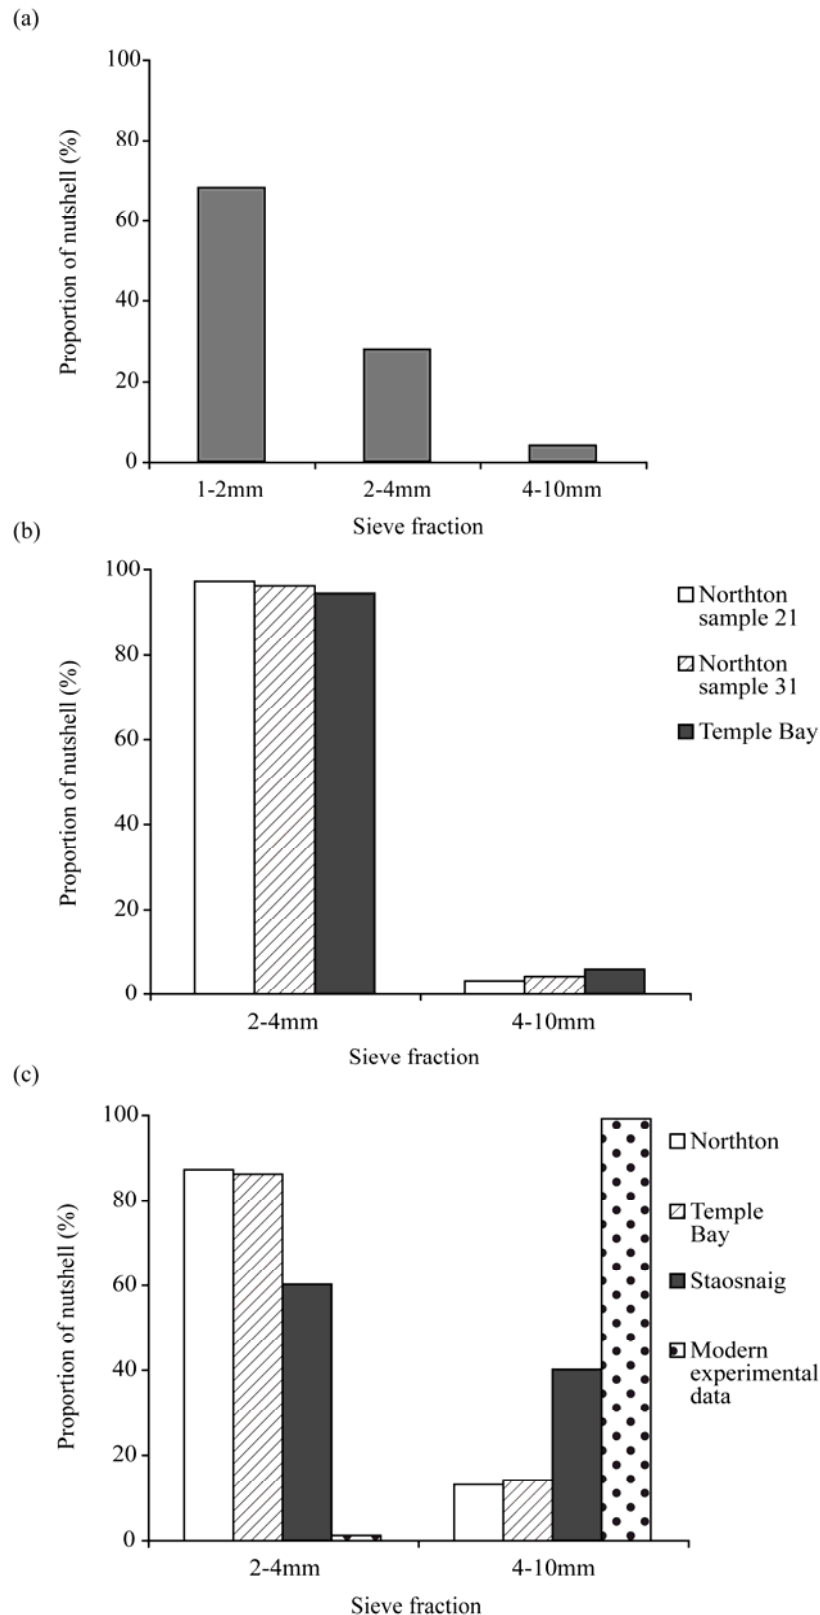 (a)
100
80
60
40
20
0
Proportion of nutshell (%)
1-2mm 2-4mm 4-10mm
Sieve fraction
(b)
100
80
60
40
20
0
Proportion of nutshell (%)
2-4mm 4-10mm
Sieve fraction
Northton
sample 21
Northton
sample 31
Temple Bay
(c)
100
80
60
40
20
0
Proportion of nutshell (%)
2-4mm 4-10mm
Sieve fraction
Northton
Temple
Bay
Staosnaig
Modern
experimental
data